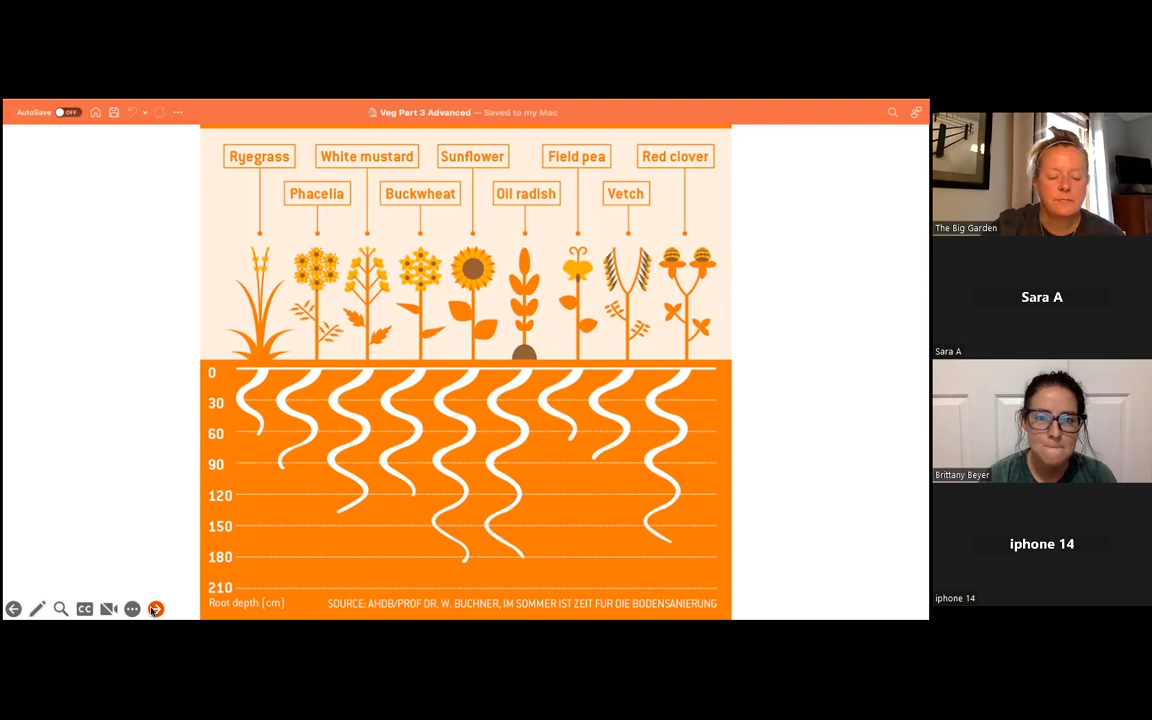 AutoSave OFF
Veg Part 3 Advanced — Saved to my Mac
Ryegrass White mustard Sunflower Field pea Red clover
Phacelia Buckwheat Oil radish Vetch
0
30
60
90
120
150
180
210
Root depth (cm) SOURCE: AHDB/PROF DR. W. BUCHNER, IM SOMMER IST ZEIT FUR DIE BODENSANIERUNG
CC
The Big Garden
Sara A
Sara A
Brittany Beyer
iphone 14
iphone 14